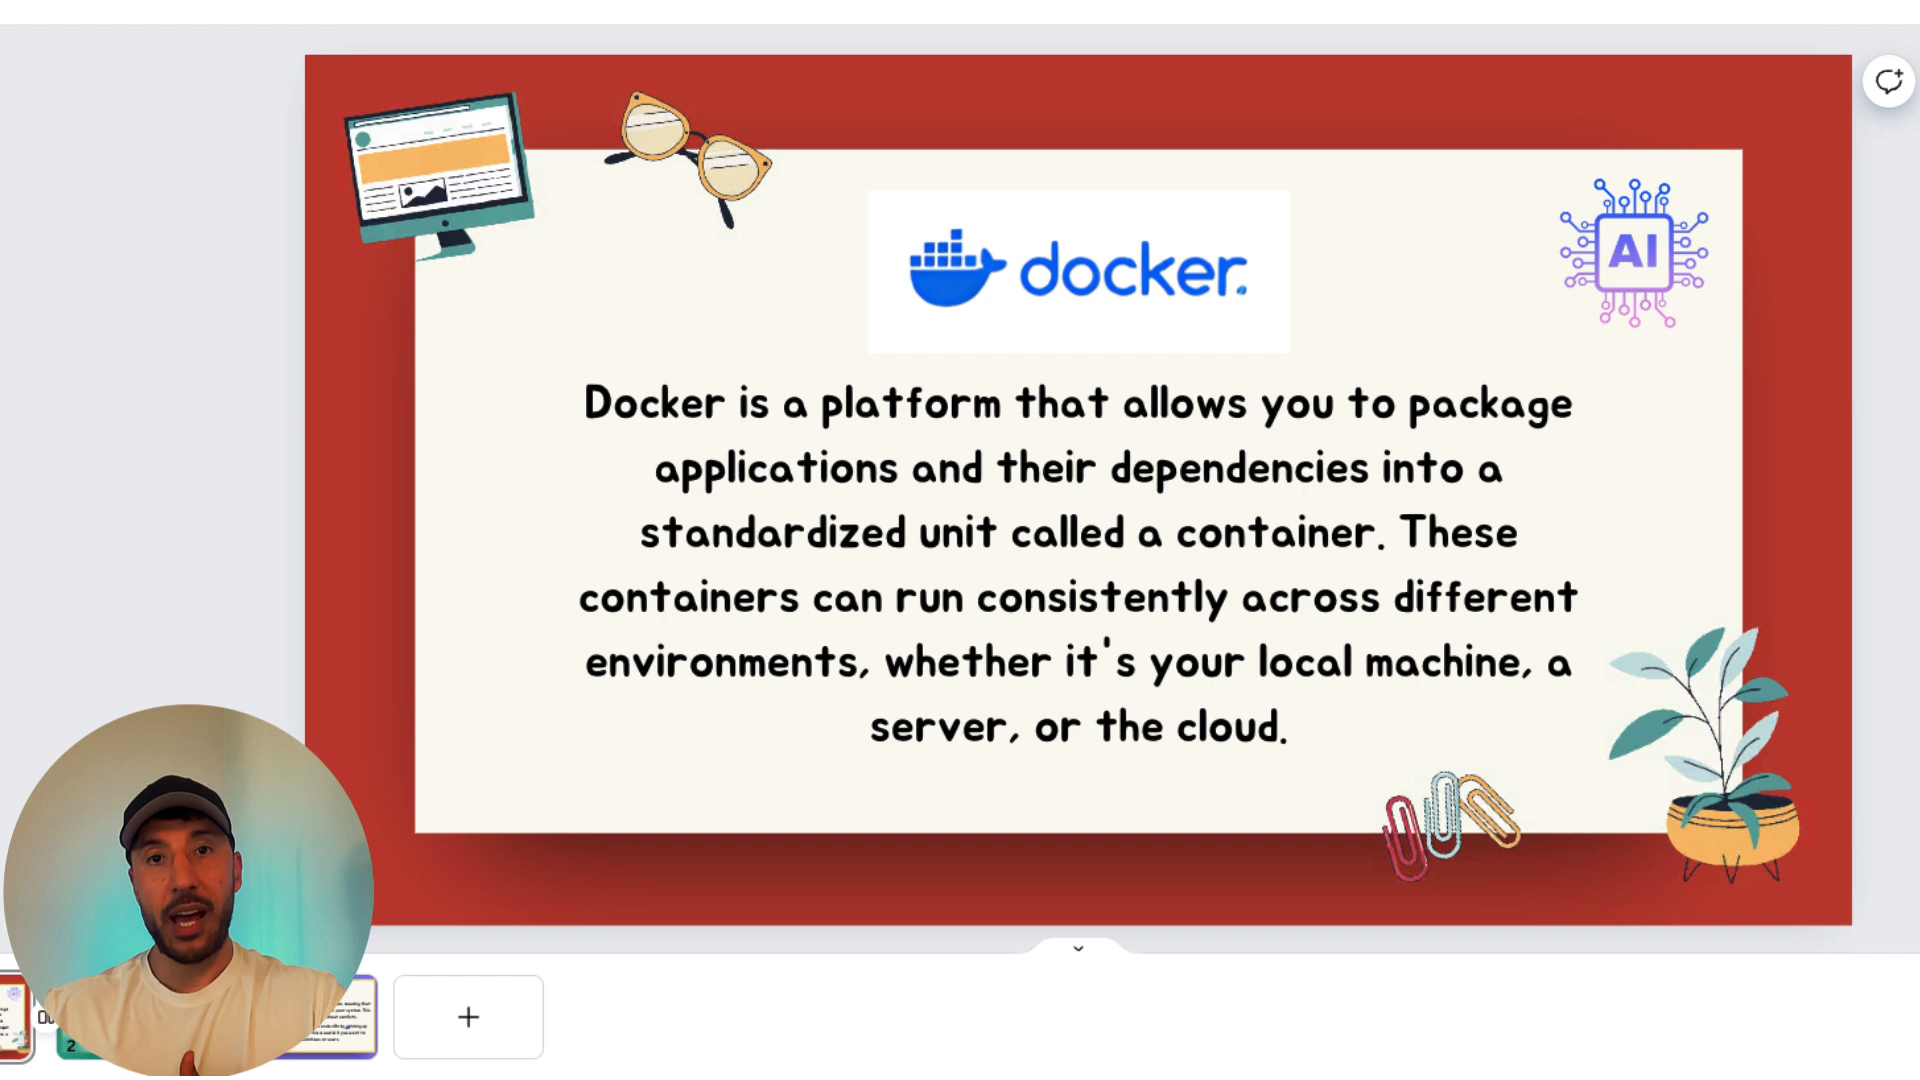 docker
AI
Docker is a platform that allows you to package
applications and their dependencies into a
standardized unit called a container. These
containers can run consistently across different
environments, whether it's your local machine, a
server, or the cloud.
2